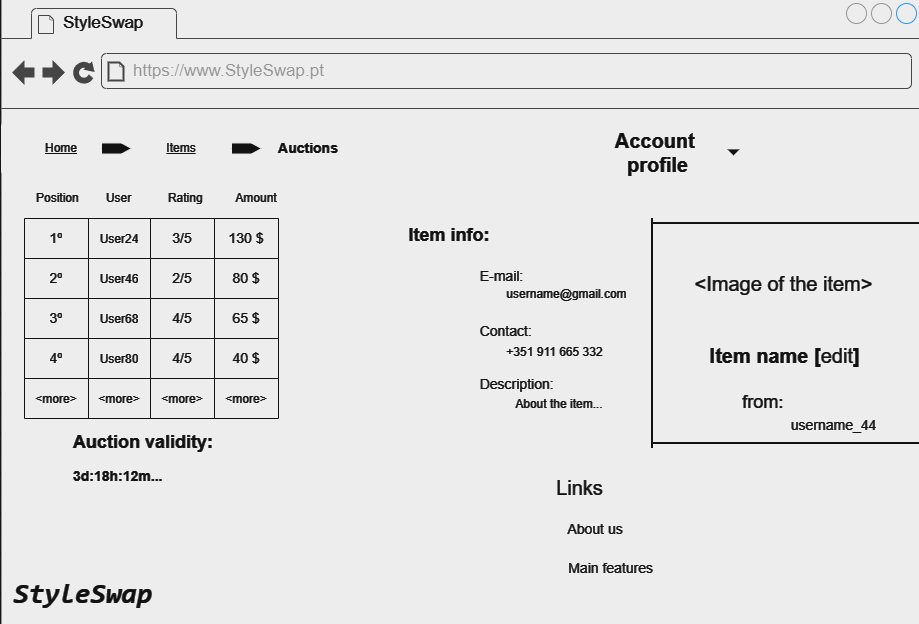 StyleSwap
https://www.StyleSwap.pt
Home Items Auctions
Account
profile
Position User Rating Amount
1º User24 3/5 130 $
2º User46 2/5 80 $
3º User68 4/5 65 $
4º User80 4/5 40 $
<more> <more> <more> <more>
Auction validity:
3d:18h:12m...
Item info:
E-mail:
username@gmail.com
Contact:
+351 911 665 332
Description:
About the item...
<Image of the item>
Item name [edit]
from:
username_44
Links
About us
Main features
StyleSwap